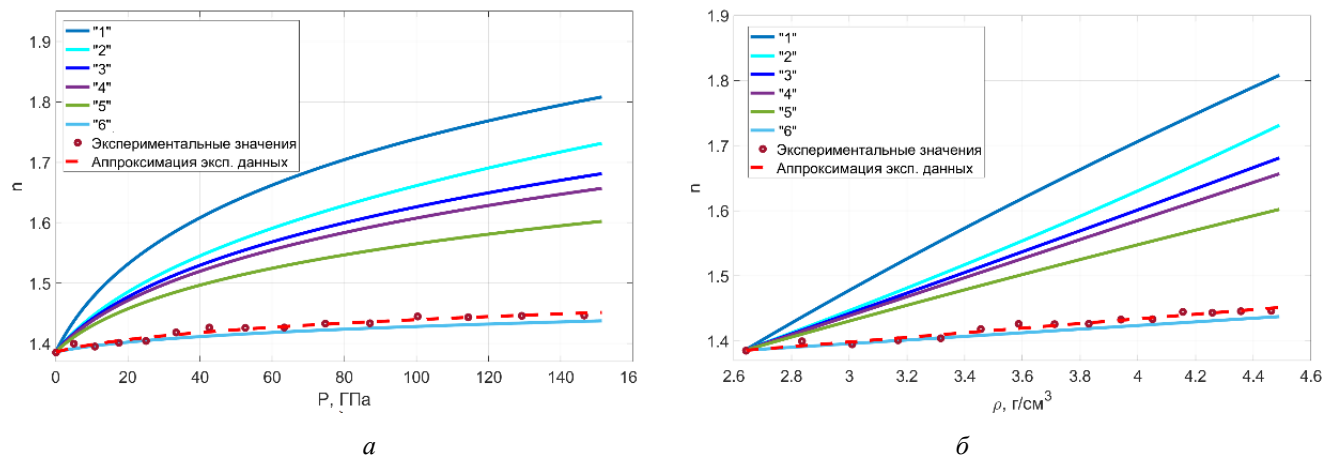 1.9
1.8
1.7
1.6
1.5
1.4
n
"1"
"2"
"3"
"4"
"5"
"6"
Экспериментальные значения
Аппроксимация эксп. данных
0 20 40 60 80 100 120 140 16
P, ГПа
а
1.9
1.8
1.7
1.6
1.5
1.4
n
"1"
"2"
"3"
"4"
"5"
"6"
Экспериментальные значения
Аппроксимация эксп. данных
2.6 2.8 3 3.2 3.4 3.6 3.8 4 4.2 4.4 4.6
ρ, г/см³
б